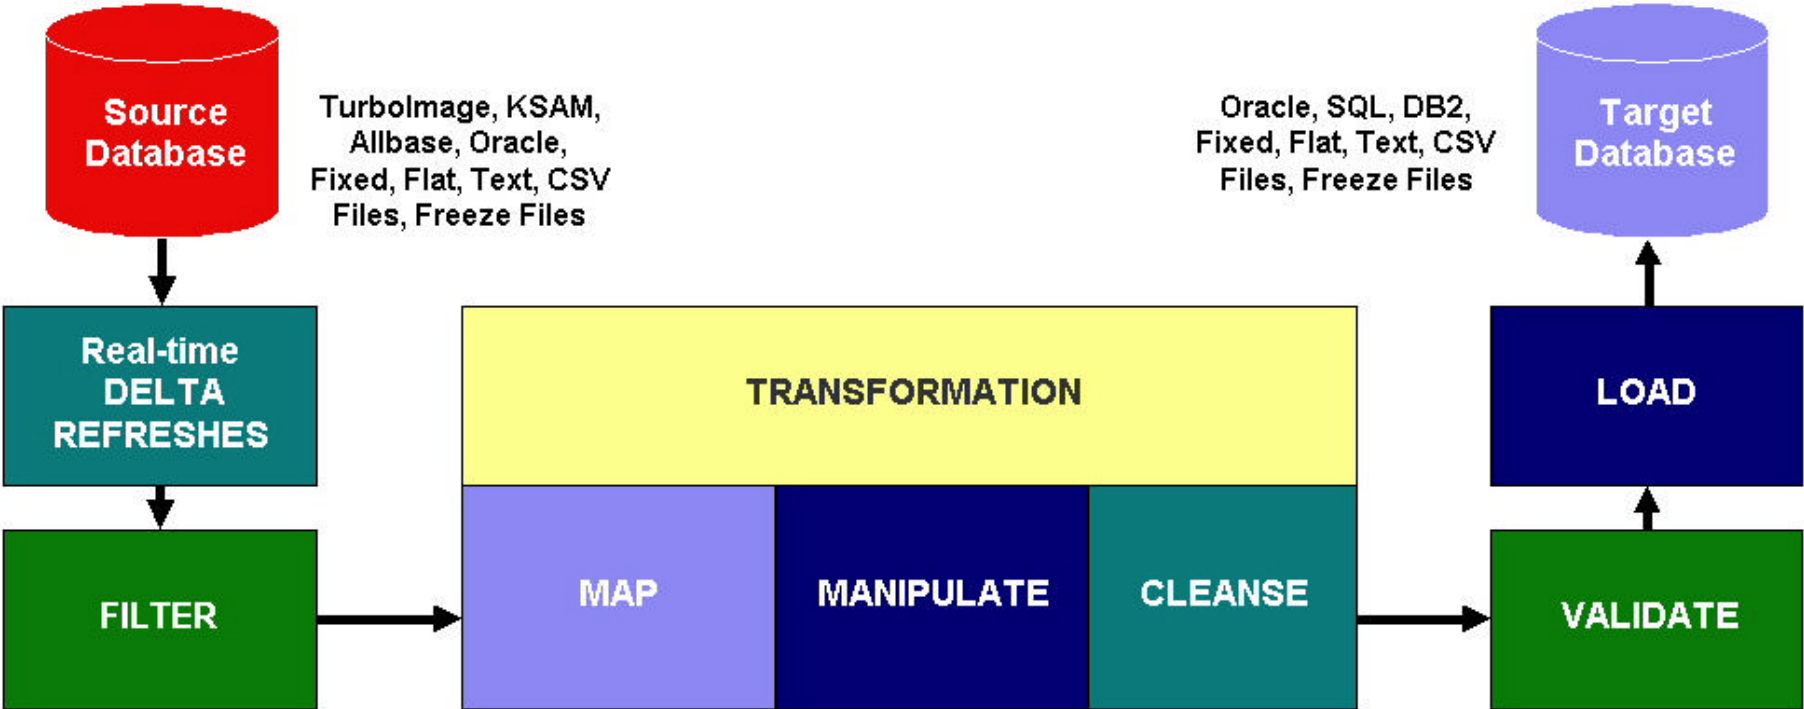 Source
Database
TurboImage, KSAM,
Allbase, Oracle,
Fixed, Flat, Text, CSV
Files, Freeze Files
Oracle, SQL, DB2,
Fixed, Flat, Text, CSV
Files, Freeze Files
Target
Database
Real-time
DELTA
REFRESHES
TRANSFORMATION
LOAD
FILTER
MAP
MANIPULATE
CLEANSE
VALIDATE